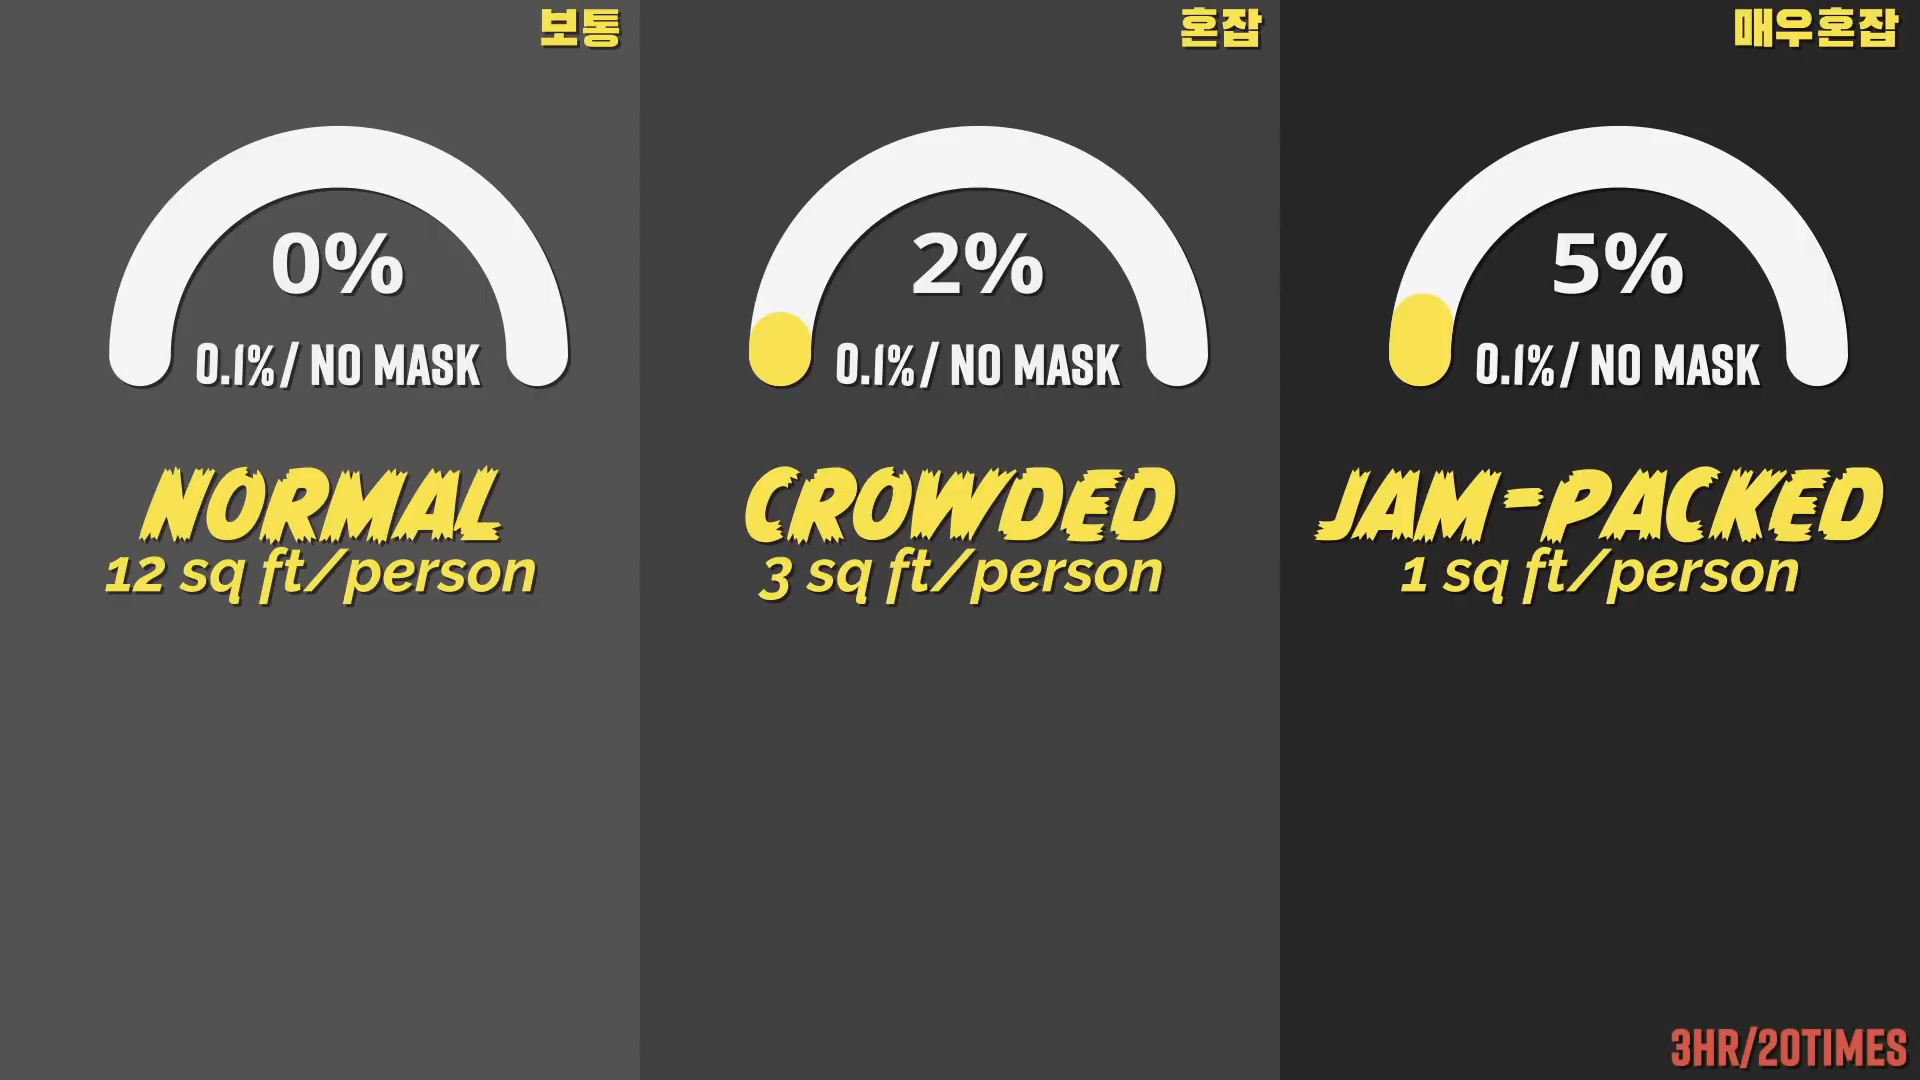 보통
0%
0.1%/ NO MASK
NORMAL
12 sq ft/person
혼잡
2%
0.1%/ NO MASK
CROWDED
3 sq ft/person
매우혼잡
5%
0.1%/ NO MASK
JAM-PACKED
1 sq ft/person
3HR/20TIMES